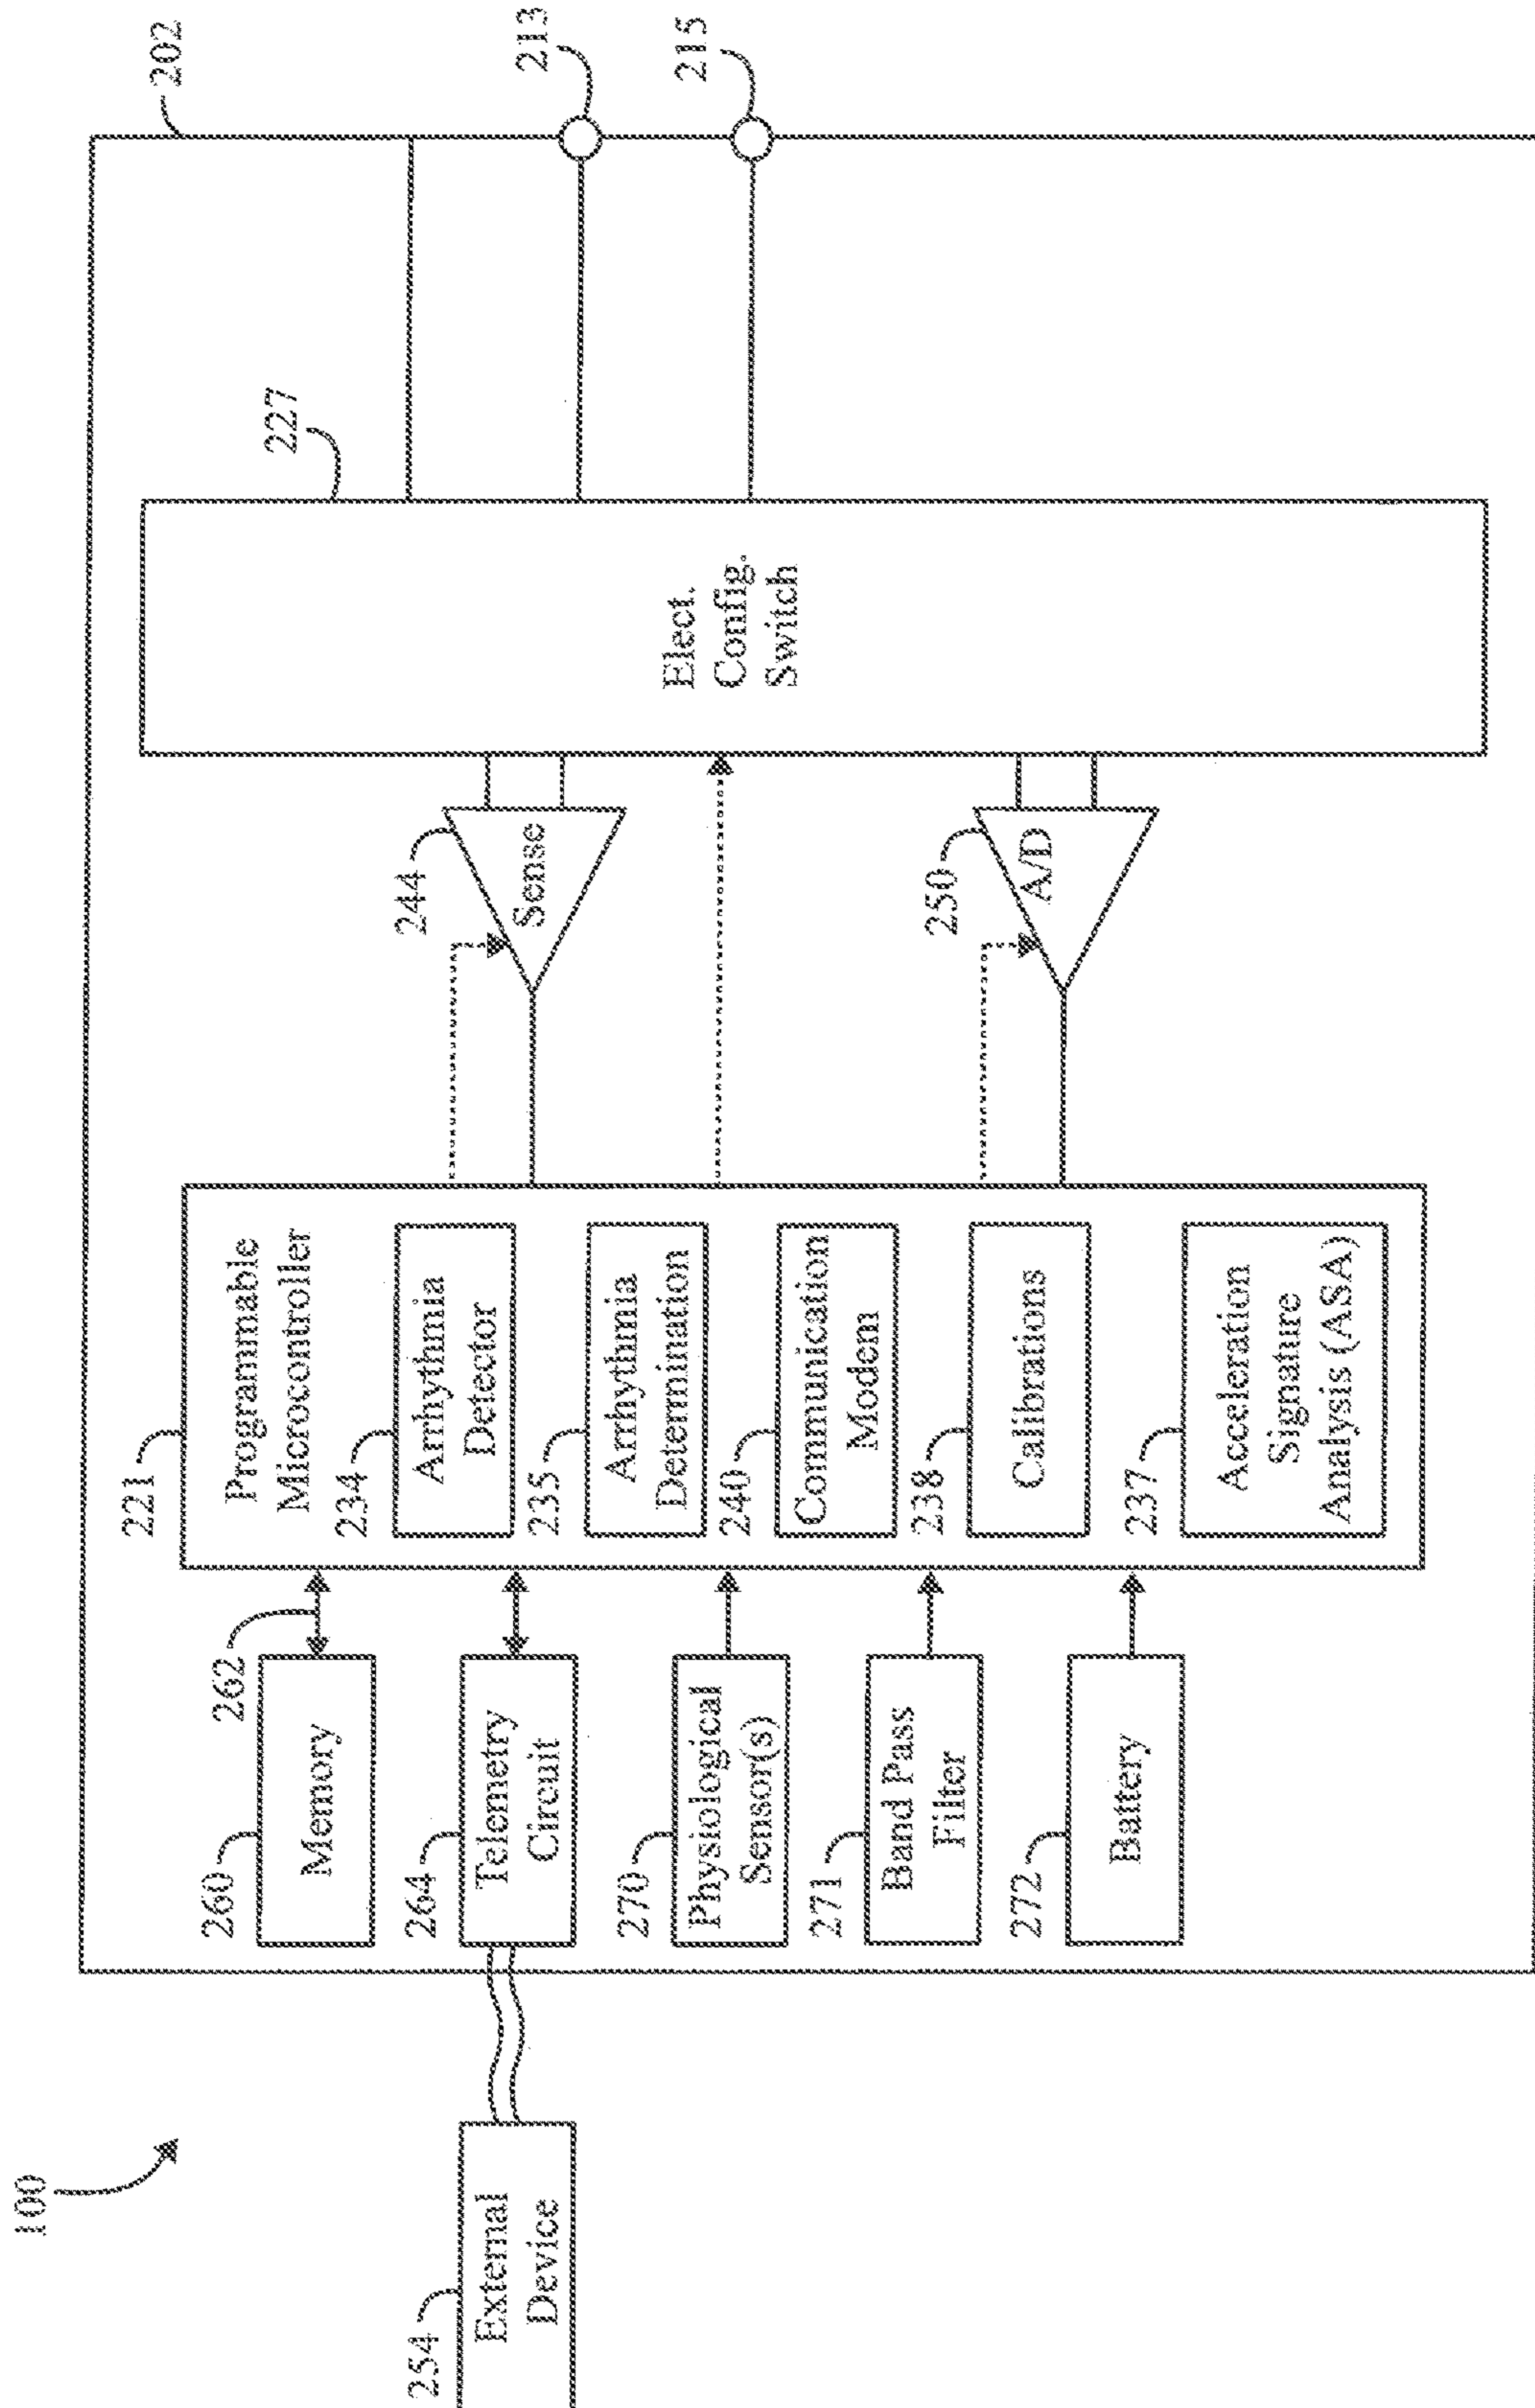 100
202
213
215
227
Elect.
Config.
Switch
244
Sense
250
A/D
221
Programmable
Microcontroller
234
Arrhythmia
Detector
235
Arrhythmia
Determination
240
Communication
Modem
238
Calibrations
237
Acceleration
Signature
Analysis (ASA)
262
260
Memory
264
Telemetry
Circuit
270
Physiological
Sensor(s)
271
Band Pass
Filter
272
Battery
254
External
Device